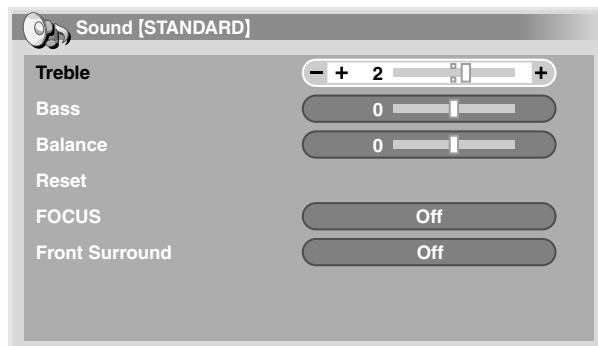 Sound [STANDARD]
Treble − + 2 +
Bass 0
Balance 0
Reset
FOCUS Off
Front Surround Off